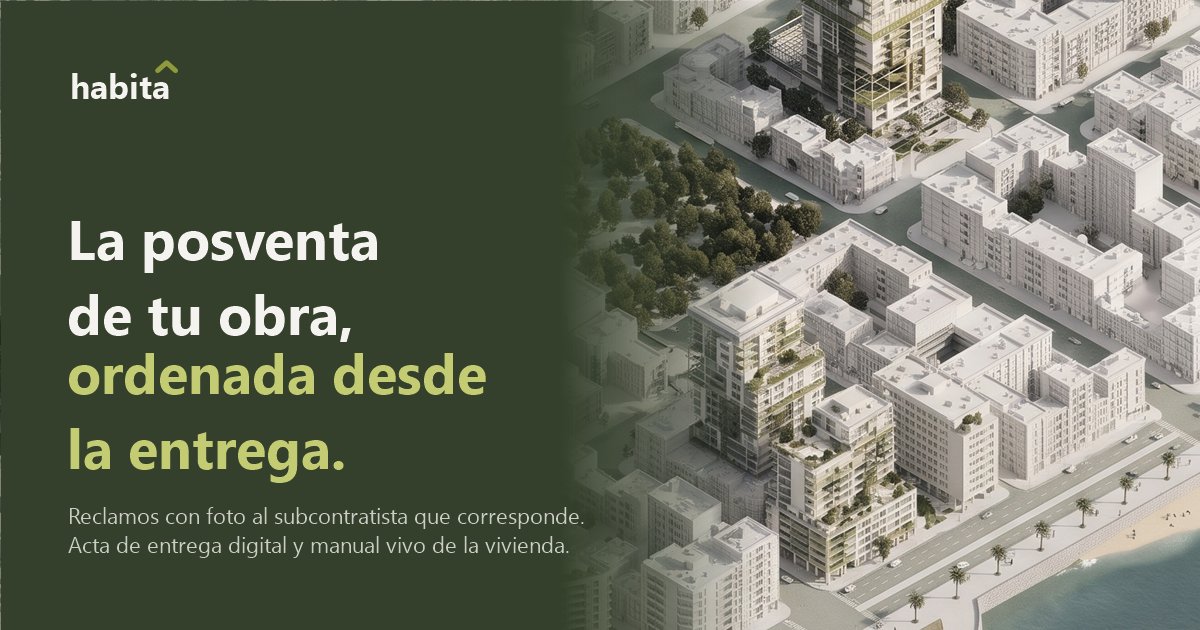 habita
La posventa
de tu obra,
ordenada desde
la entrega.
Reclamos con foto al subcontratista que corresponde.
Acta de entrega digital y manual vivo de la vivienda.